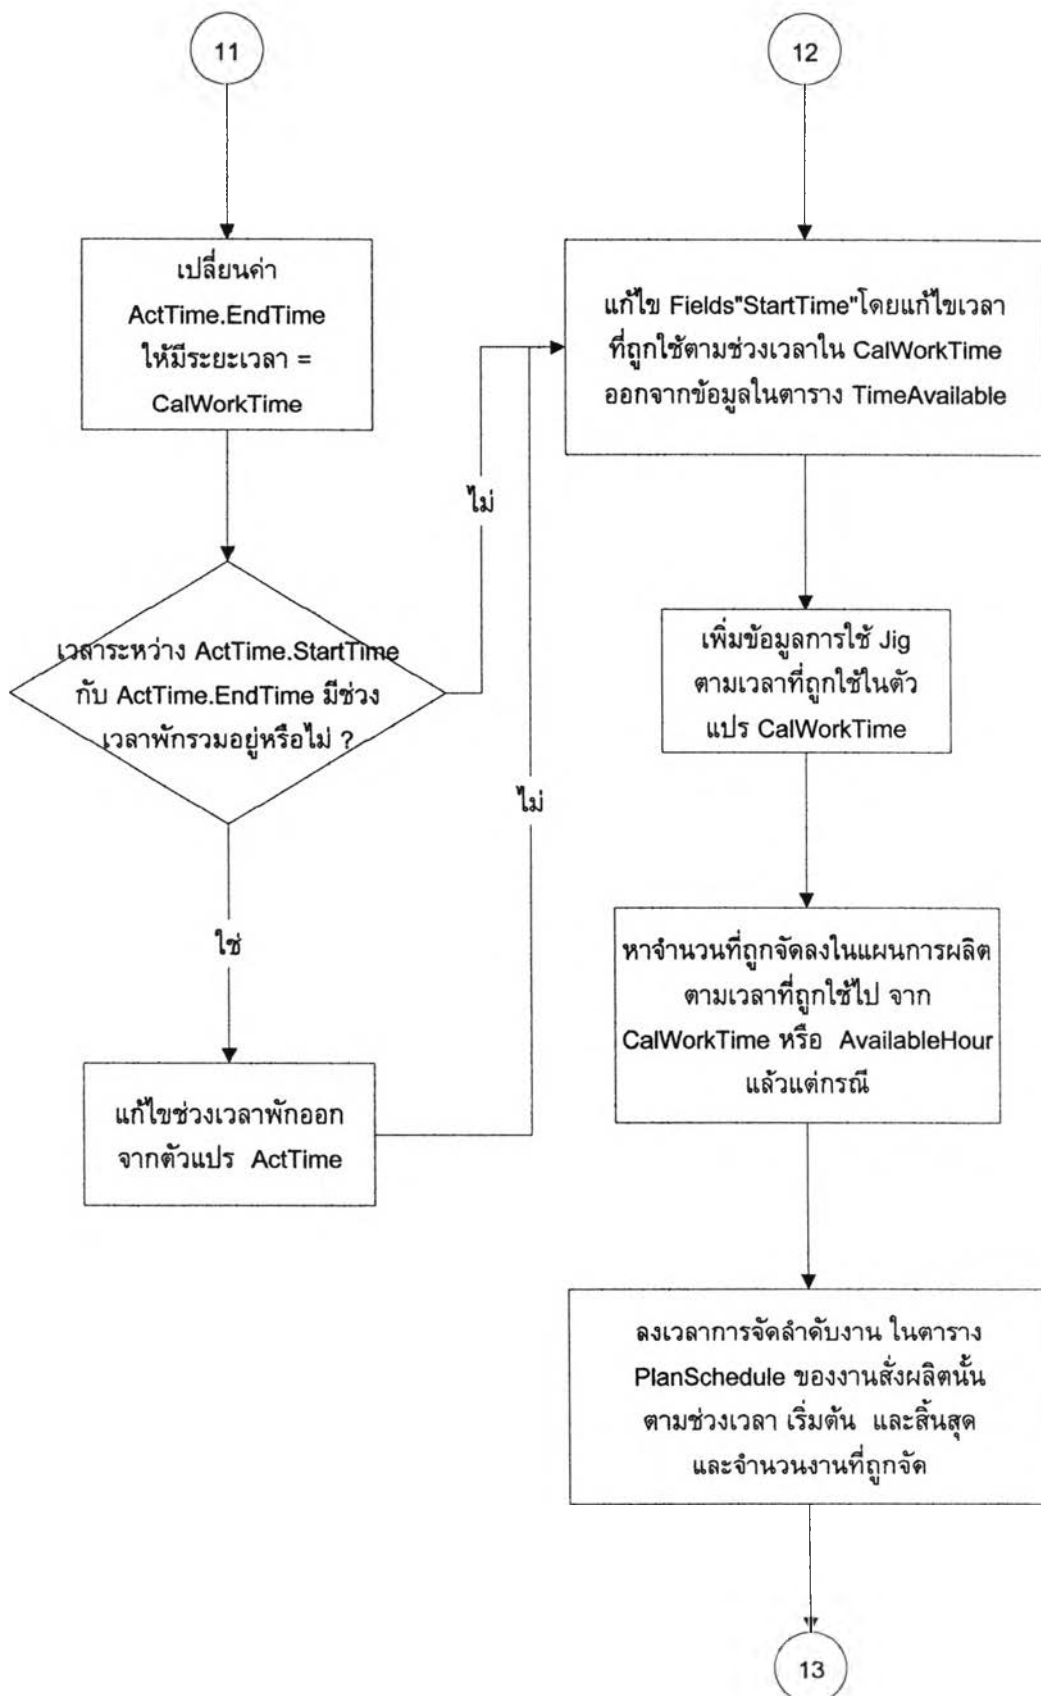 11
เปลี่ยนค่า
ActTime.EndTime
ให้มีระยะเวลา =
CalWorkTime
เวลาระหว่าง ActTime.StartTime
กับ ActTime.EndTime มีช่วง
เวลาพักรวมอยู่หรือไม่ ?
ไม่
ใช่
แก้ไขช่วงเวลาพักออก
จากตัวแปร ActTime
ไม่
12
แก้ไข Fields"StartTime"โดยแก้ไขเวลา
ที่ถูกใช้ตามช่วงเวลาใน CalWorkTime
ออกจากข้อมูลในตาราง TimeAvailable
เพิ่มข้อมูลการใช้ Jig
ตามเวลาที่ถูกใช้ในตัว
แปร CalWorkTime
หาจำนวนที่ถูกจัดลงในแผนการผลิต
ตามเวลาที่ถูกใช้ไป จาก
CalWorkTime หรือ AvailableHour
แล้วแต่กรณี
ลงเวลาการจัดลำดับงาน ในตาราง
PlanSchedule ของงานสั่งผลิตนั้น
ตามช่วงเวลา เริ่มต้น และสิ้นสุด
และจำนวนงานที่ถูกจัด
13